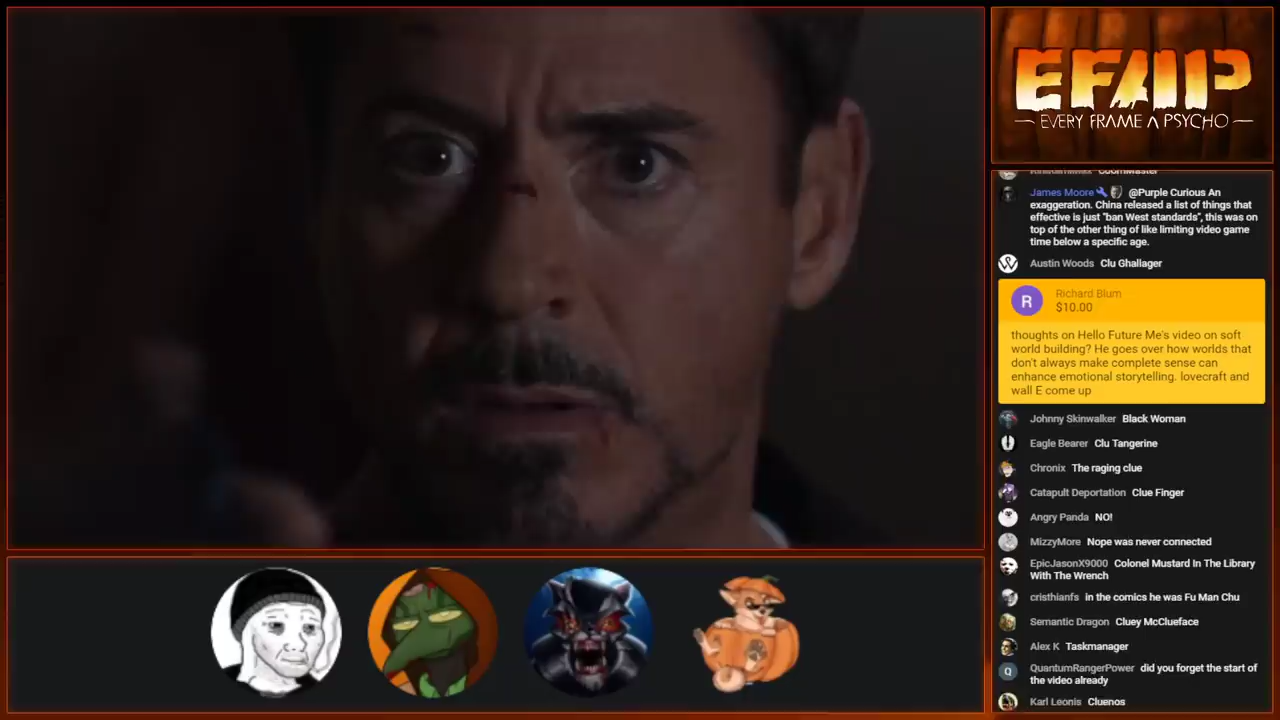 EFAP
EVERY FRAME A PSYCHO
James Moore @Purple Curious An
exaggeration. China released a list of things that
effective is just "ban West standards", this was on
top of the other thing of like limiting video game
time below a specific age.
Austin Woods Clu Ghallager
R
Richard Blum
$10.00
thoughts on Hello Future Me's video on soft
world building? He goes over how worlds that
don't always make complete sense can
enhance emotional storytelling. lovecraft and
wall E come up
Johnny Skinwalker Black Woman
Eagle Bearer Clu Tangerine
Chronix The raging clue
Catapult Deportation Clue Finger
Angry Panda NO!
MizzyMore Nope was never connected
EpicJasonX9000 Colonel Mustard In The Library
With The Wrench
cristhianfs in the comics he was Fu Man Chu
Semantic Dragon Cluey McClueface
Alex K Taskmanager
Q
QuantumRangerPower did you forget the start of
the video already
Karl Leonis Cluenos